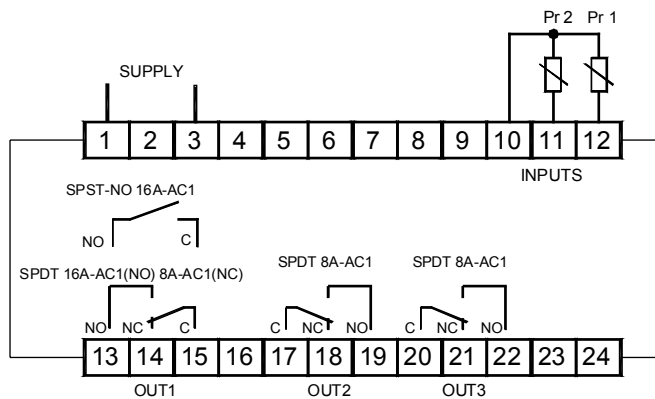 Pr 2 Pr 1
SUPPLY
1 2 3 4 5 6 7 8 9 10 11 12
INPUTS
SPST-NO 16A-AC1
NO C
SPDT 16A-AC1(NO) 8A-AC1(NC) SPDT 8A-AC1 SPDT 8A-AC1
NO NC C C NC NO C NC NO
13 14 15 16 17 18 19 20 21 22 23 24
OUT1 OUT2 OUT3